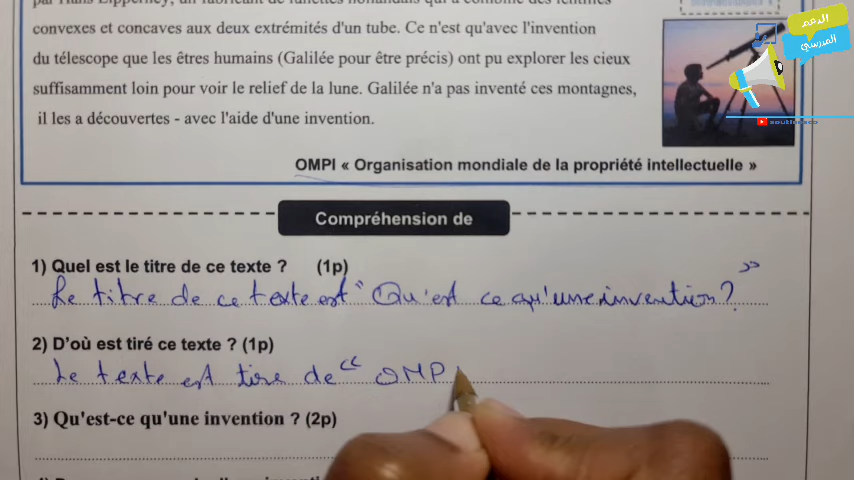 convexes et concaves aux deux extrémités d'un tube. Ce n'est qu'avec l'invention
du télescope que les êtres humains (Galilée pour être précis) ont pu explorer les cieux
suffisamment loin pour voir le relief de la lune. Galilée n'a pas inventé ces montagnes,
il les a découvertes - avec l'aide d'une invention.
الدعم
المدرسي
OMPI « Organisation mondiale de la propriété intellectuelle »
Compréhension de
1) Quel est le titre de ce texte ? (1p)
Le titre de ce texte est " Qu'est ce qu'une invention ? »
2) D'où est tiré ce texte ? (1p)
Le texte est tire de « OMP
3) Qu'est-ce qu'une invention ? (2p)